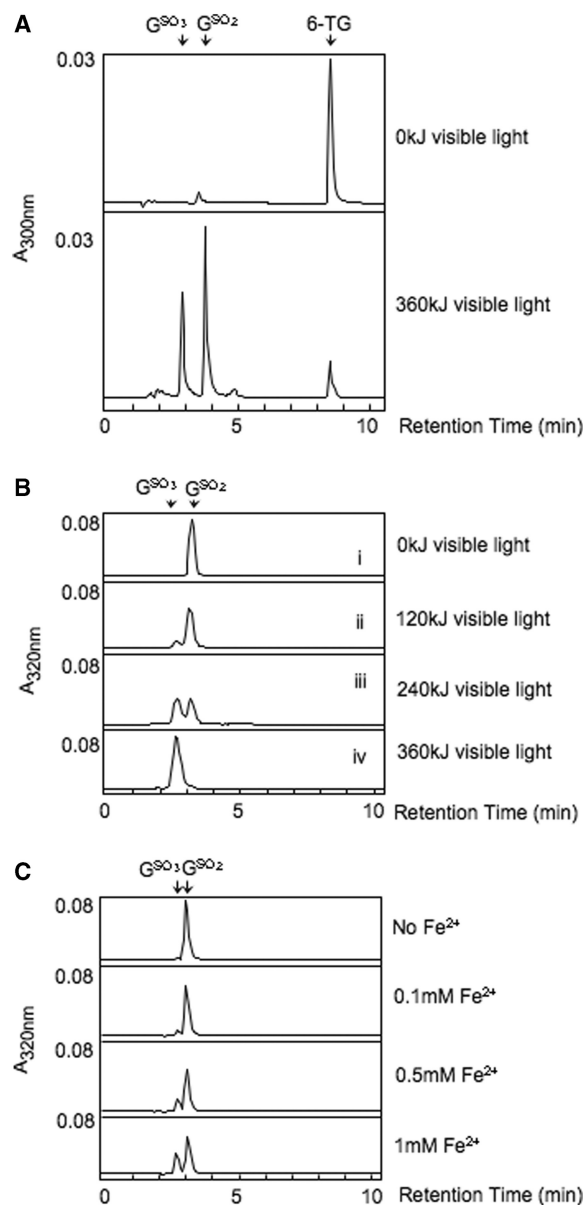 A
G^SO3 G^SO2 6-TG
0.03
0kJ visible light
0.03
360kJ visible light
A300nm
0 5 10 Retention Time (min)
B
G^SO3 G^SO2
0.08
i
0kJ visible light
0.08
ii
120kJ visible light
0.08
iii
240kJ visible light
0.08
iv
360kJ visible light
A320nm
0 5 10
Retention Time (min)
C
G^SO3 G^SO2
0.08
No Fe²⁺
0.08
0.1mM Fe²⁺
0.08
0.5mM Fe²⁺
0.08
1mM Fe²⁺
A320nm
0 5 10 Retention Time (min)